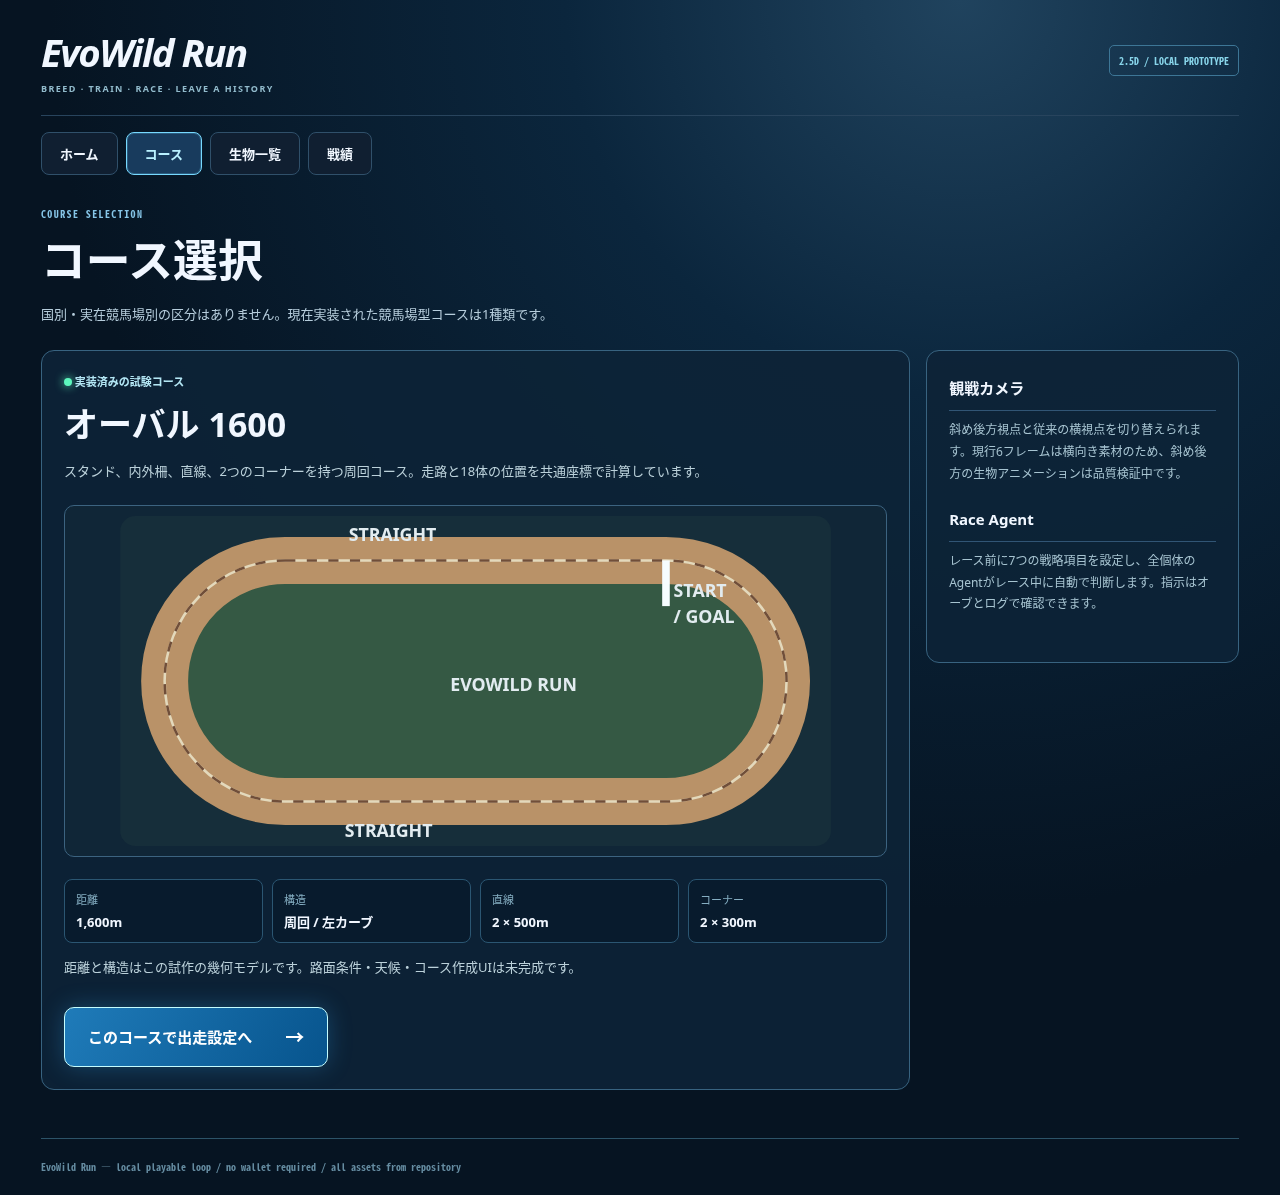 EvoWild Run
BREED · TRAIN · RACE · LEAVE A HISTORY
2.5D / LOCAL PROTOTYPE
ホーム
コース
生物一覧
戦績
COURSE SELECTION
コース選択
国別・実在競馬場別の区分はありません。現在実装された競馬場型コースは1種類です。
実装済みの試験コース
オーバル 1600
スタンド、内外柵、直線、2つのコーナーを持つ周回コース。走路と18体の位置を共通座標で計算しています。
STRAIGHT
START
/ GOAL
EVOWILD RUN
STRAIGHT
距離
1,600m
構造
周回 / 左カーブ
直線
2 × 500m
コーナー
2 × 300m
距離と構造はこの試作の幾何モデルです。路面条件・天候・コース作成UIは未完成です。
このコースで出走設定へ →
観戦カメラ
斜め後方視点と従来の横視点を切り替えられま
す。現行6フレームは横向き素材のため、斜め後
方の生物アニメーションは品質検証中です。
Race Agent
レース前に7つの戦略項目を設定し、全個体の
Agentがレース中に自動で判断します。指示はオ
ーブとログで確認できます。
EvoWild Run — local playable loop / no wallet required / all assets from repository